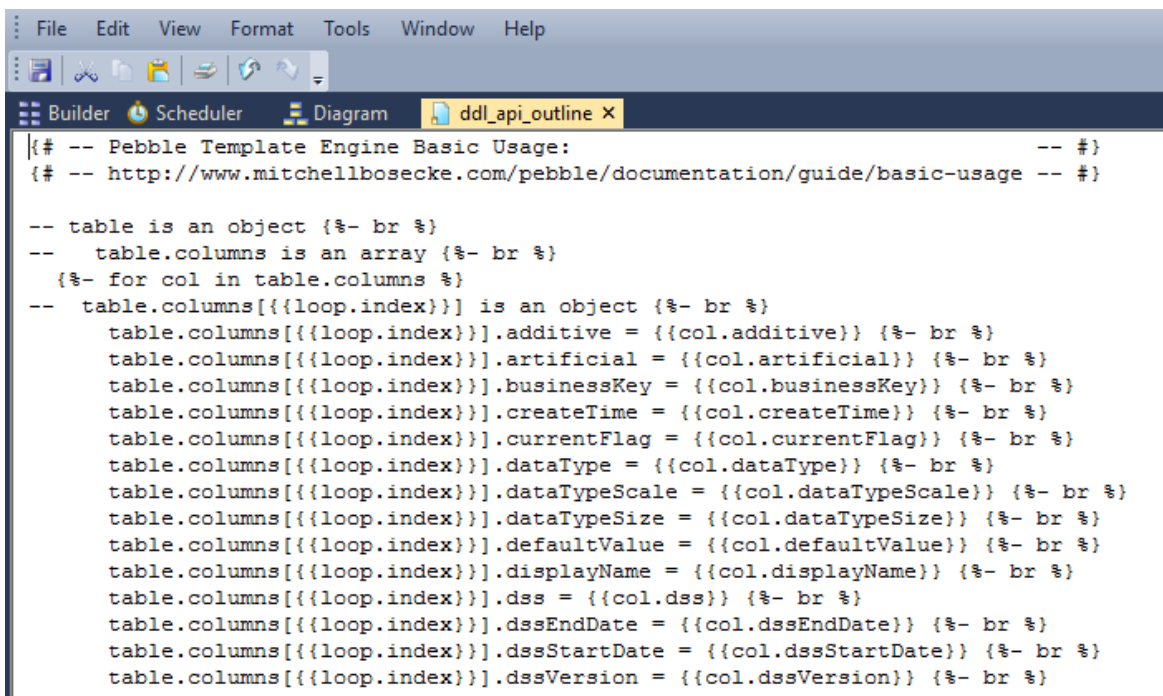 File Edit View Format Tools Window Help
Builder Scheduler Diagram ddl_api_outline ×
{# -- Pebble Template Engine Basic Usage:                              -- #}
{# -- http://www.mitchellbosecke.com/pebble/documentation/guide/basic-usage -- #}
-- table is an object {%- br %}
--   table.columns is an array {%- br %}
  {%- for col in table.columns %}
--  table.columns[{{loop.index}}] is an object {%- br %}
      table.columns[{{loop.index}}].additive = {{col.additive}} {%- br %}
      table.columns[{{loop.index}}].artificial = {{col.artificial}} {%- br %}
      table.columns[{{loop.index}}].businessKey = {{col.businessKey}} {%- br %}
      table.columns[{{loop.index}}].createTime = {{col.createTime}} {%- br %}
      table.columns[{{loop.index}}].currentFlag = {{col.currentFlag}} {%- br %}
      table.columns[{{loop.index}}].dataType = {{col.dataType}} {%- br %}
      table.columns[{{loop.index}}].dataTypeScale = {{col.dataTypeScale}} {%- br %}
      table.columns[{{loop.index}}].dataTypeSize = {{col.dataTypeSize}} {%- br %}
      table.columns[{{loop.index}}].defaultValue = {{col.defaultValue}} {%- br %}
      table.columns[{{loop.index}}].displayName = {{col.displayName}} {%- br %}
      table.columns[{{loop.index}}].dss = {{col.dss}} {%- br %}
      table.columns[{{loop.index}}].dssEndDate = {{col.dssEndDate}} {%- br %}
      table.columns[{{loop.index}}].dssStartDate = {{col.dssStartDate}} {%- br %}
      table.columns[{{loop.index}}].dssVersion = {{col.dssVersion}} {%- br %}